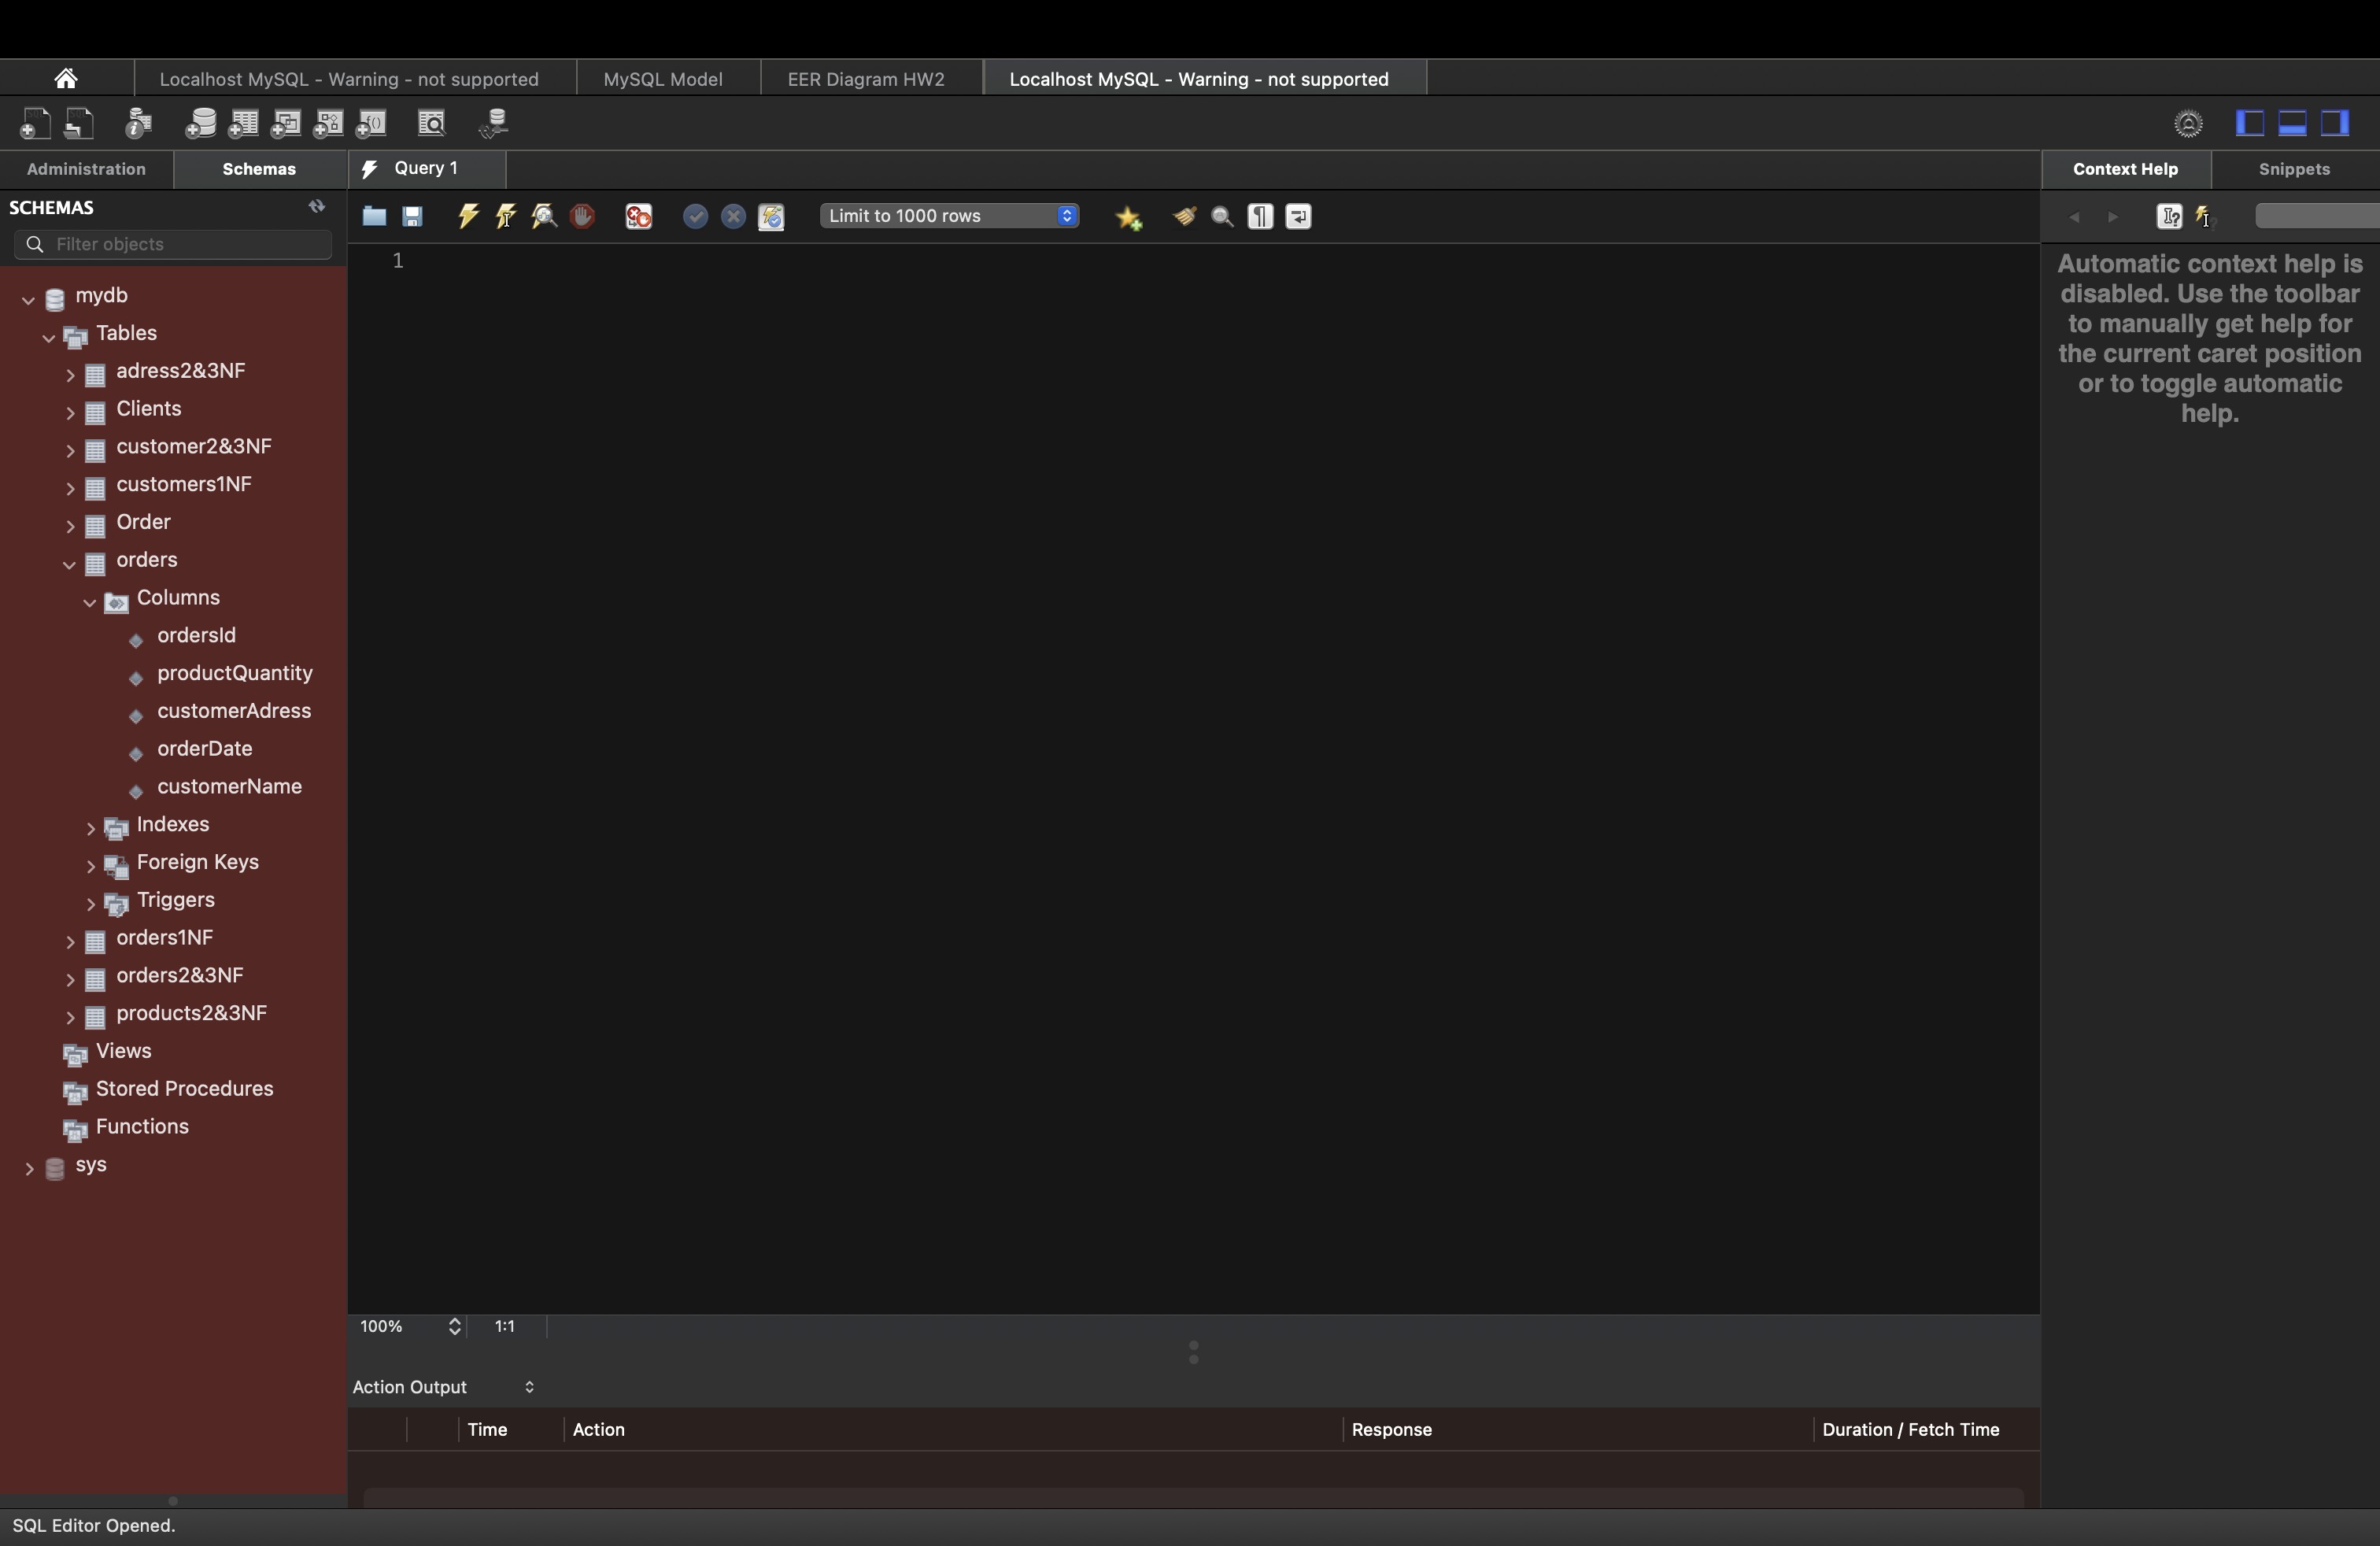 Localhost MySQL - Warning - not supported
MySQL Model
EER Diagram HW2
Localhost MySQL - Warning - not supported
Administration
Schemas
Query 1
Context Help
Snippets
SCHEMAS
Filter objects
Limit to 1000 rows
1
Automatic context help is
disabled. Use the toolbar
to manually get help for
the current caret position
or to toggle automatic
help.
mydb
Tables
adress2&3NF
Clients
customer2&3NF
customers1NF
Order
orders
Columns
ordersId
productQuantity
customerAdress
orderDate
customerName
Indexes
Foreign Keys
Triggers
orders1NF
orders2&3NF
products2&3NF
Views
Stored Procedures
Functions
sys
100%
1:1
Action Output
Time
Action
Response
Duration / Fetch Time
SQL Editor Opened.